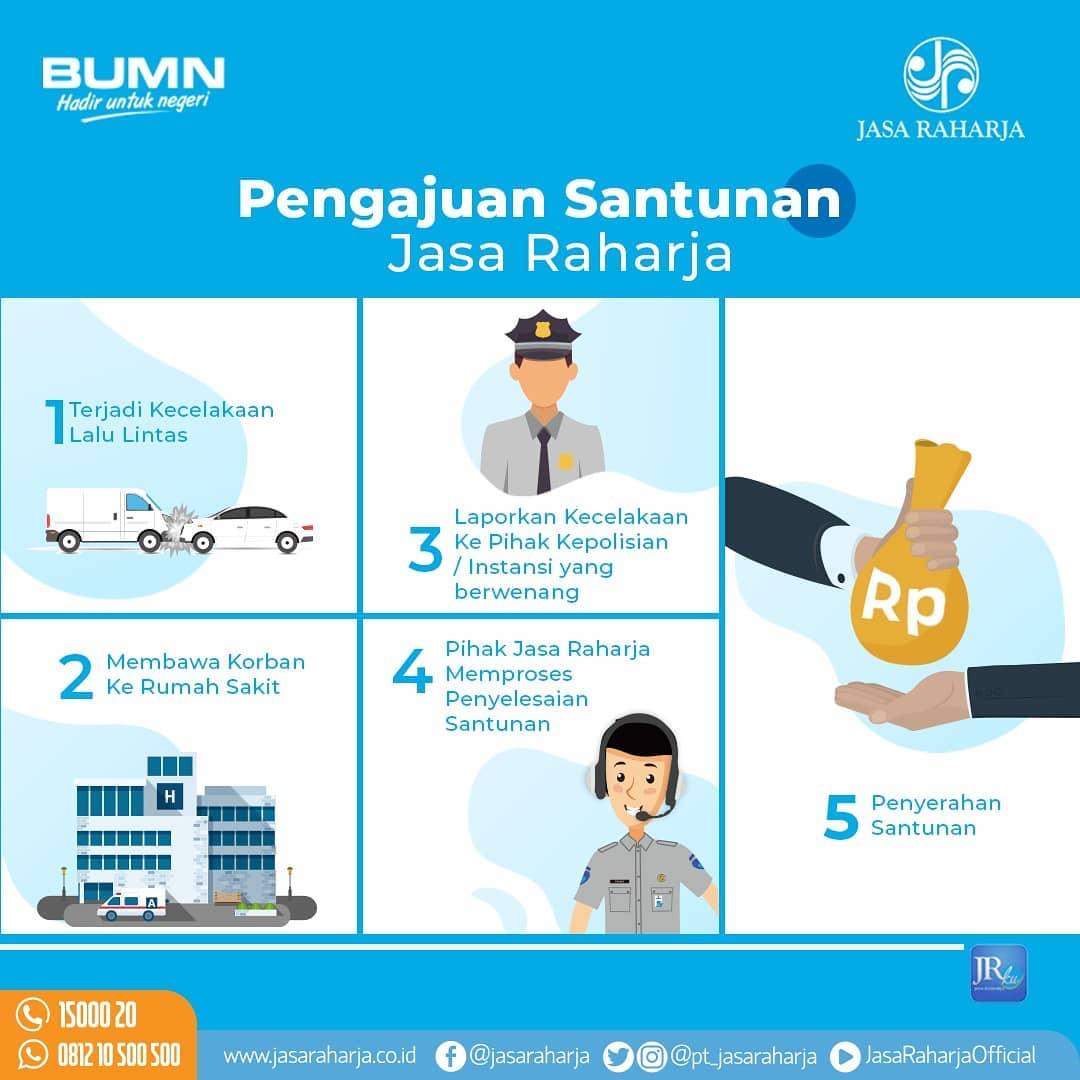 BUMN
Hadir untuk negeri
JASA RAHARJA
Pengajuan Santunan
Jasa Raharja
1 Terjadi Kecelakaan
Lalu Lintas
2 Membawa Korban
Ke Rumah Sakit
H
A
3 Laporkan Kecelakaan
Ke Pihak Kepolisian
/ Instansi yang
berwenang
4 Pihak Jasa Raharja
Memproses
Penyelesaian
Santunan
Rp
5 Penyerahan
Santunan
JRku
15000 20
0812 10 500 500
www.jasaraharja.co.id
@jasaraharja
@pt_jasaraharja
JasaRaharjaOfficial